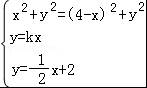 x²+y²=(4-x)²+y²
y=kx
y=-1/2x+2